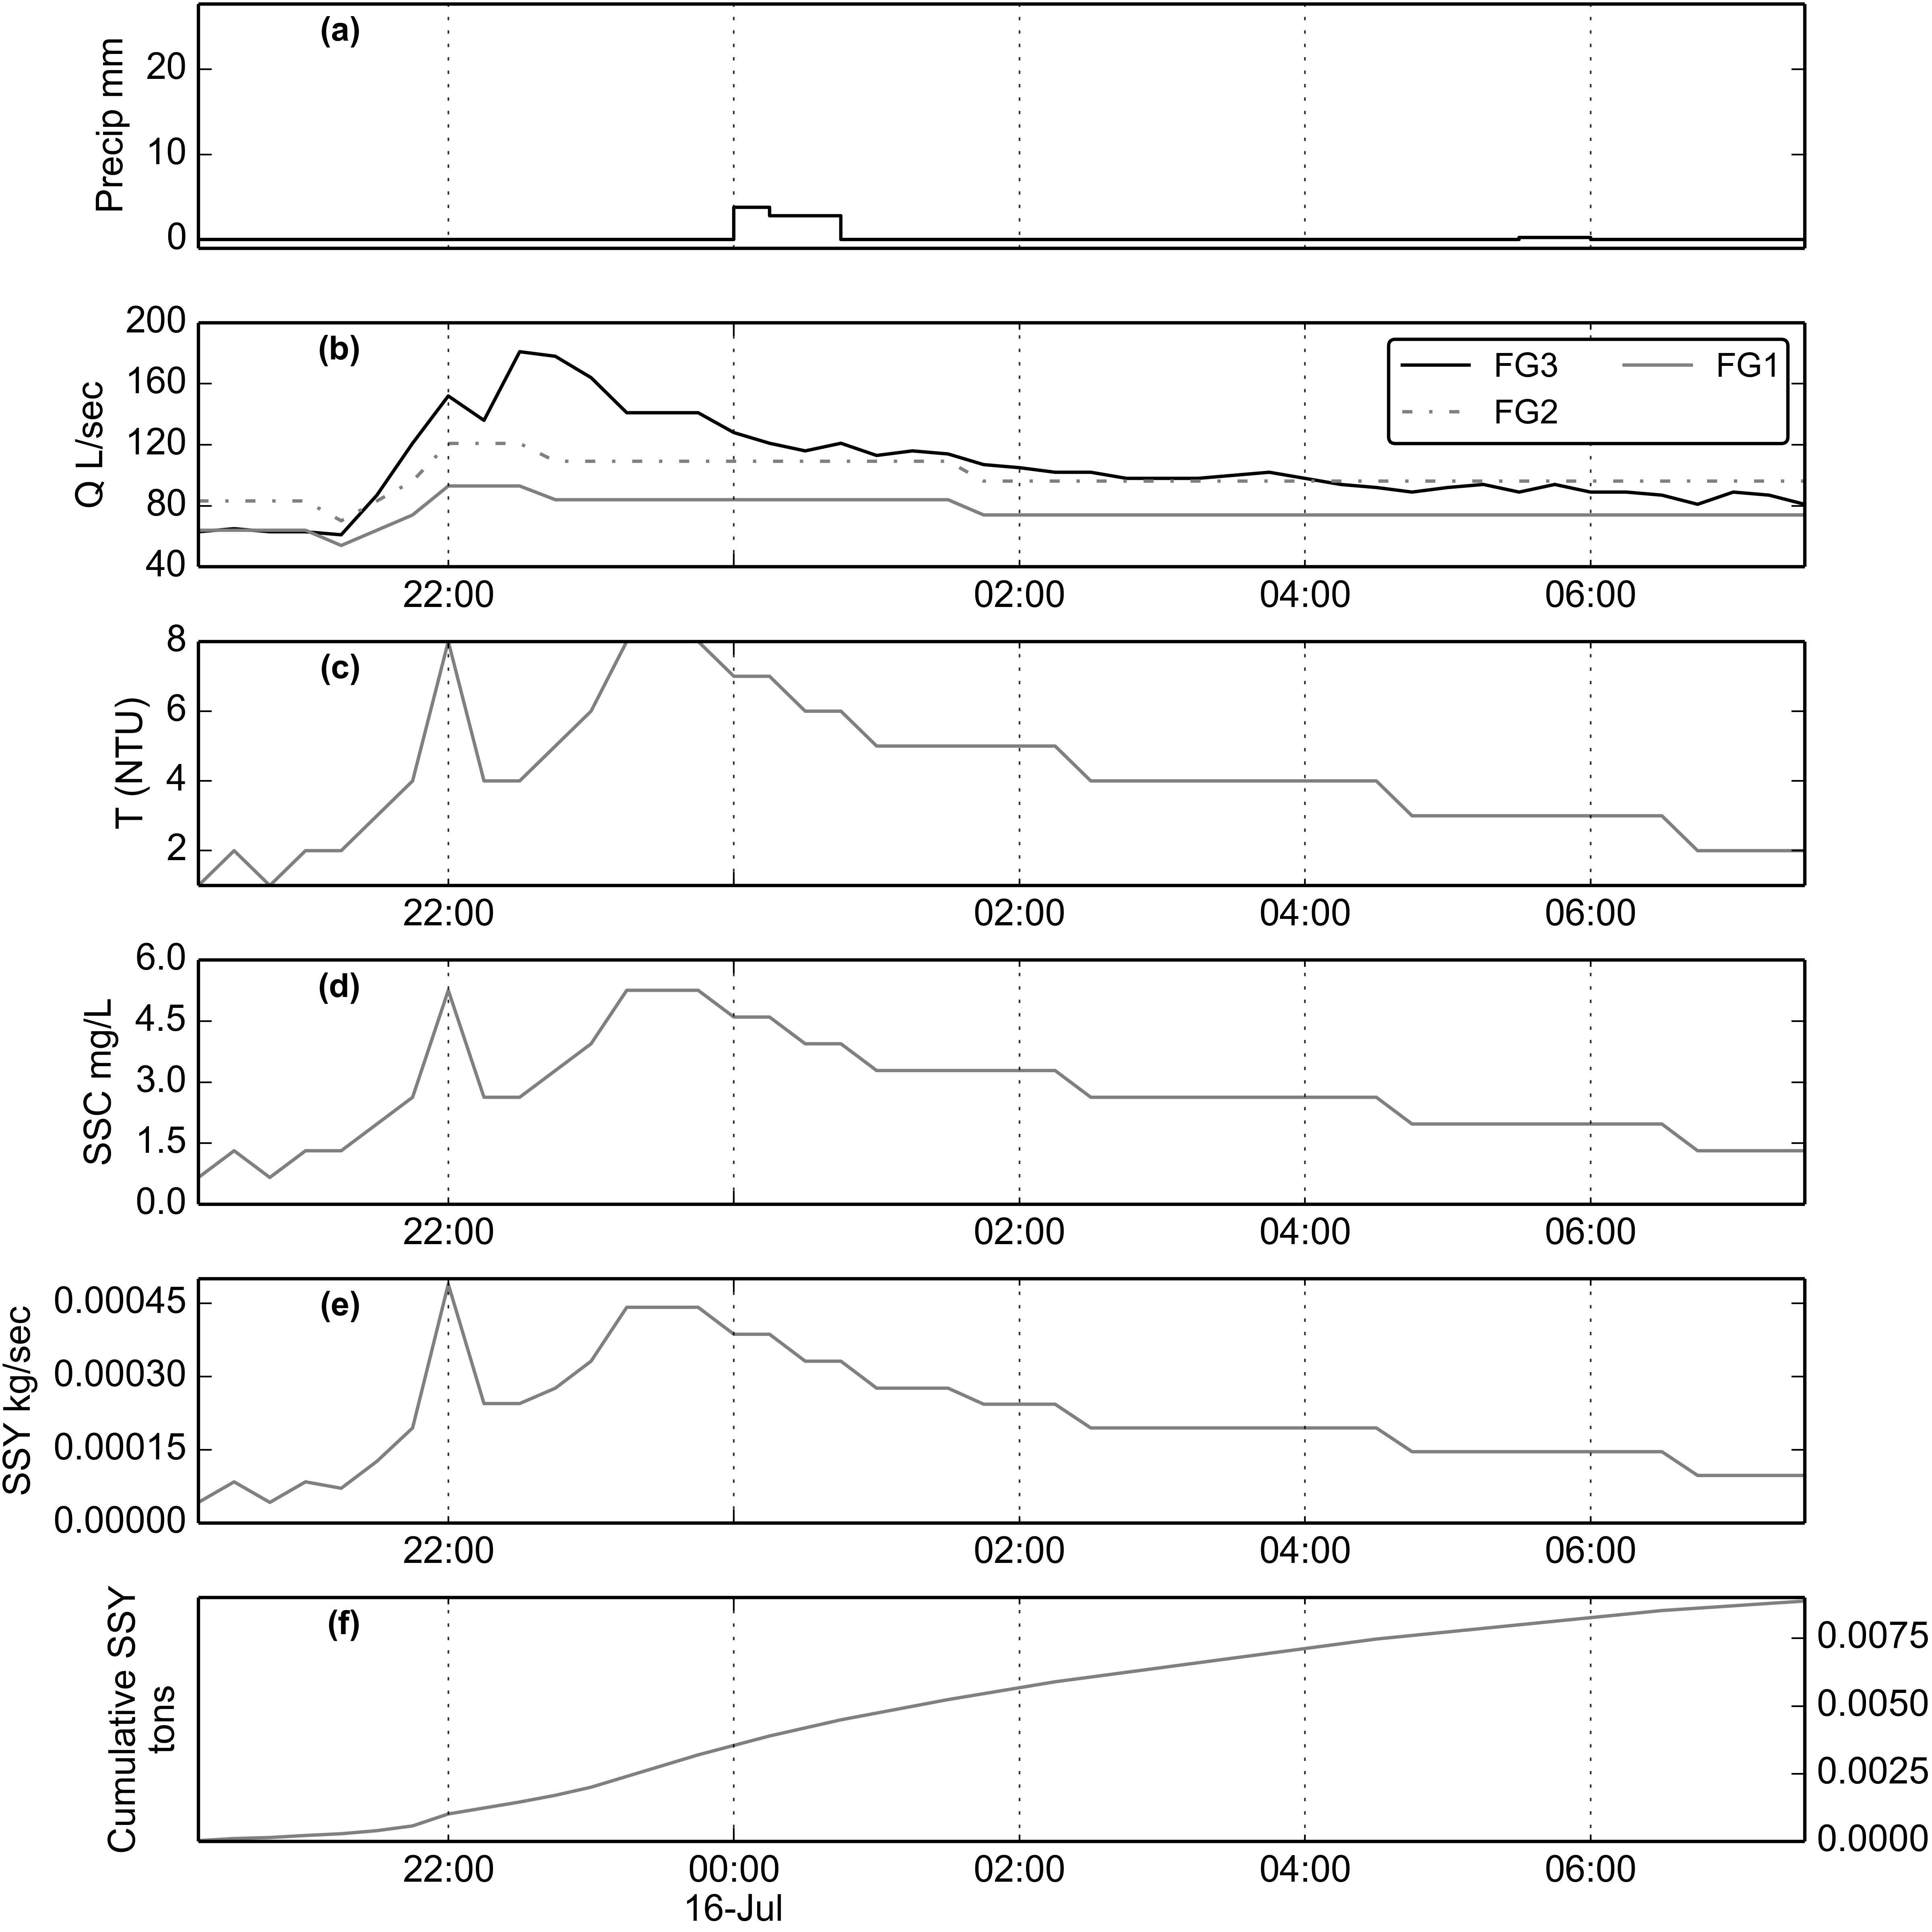 (a)
Precip mm
20
10
0
(b)
Q L/sec
200
160
120
80
40
FG3 FG1
FG2
22:00 02:00 04:00 06:00
(c)
T (NTU)
8
6
4
2
22:00 02:00 04:00 06:00
(d)
SSC mg/L
6.0
4.5
3.0
1.5
0.0
22:00 02:00 04:00 06:00
(e)
SSY kg/sec
0.00045
0.00030
0.00015
0.00000
22:00 02:00 04:00 06:00
(f)
Cumulative SSY
tons
0.0075
0.0050
0.0025
0.0000
22:00 00:00 02:00 04:00 06:00
16-Jul